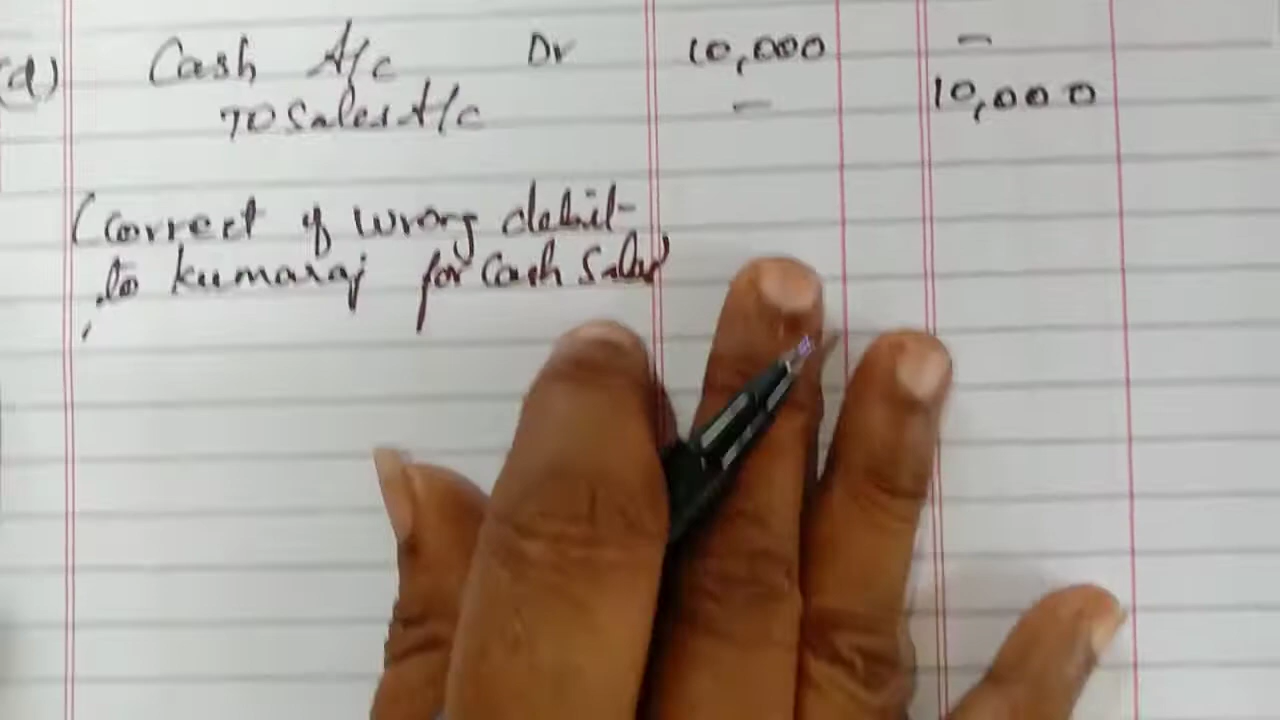 (d) Cash A/c Dr 10,000 -
TO Sales A/c - 10,000
(Correct of wrong debit
to kumaraj for Cash Sales